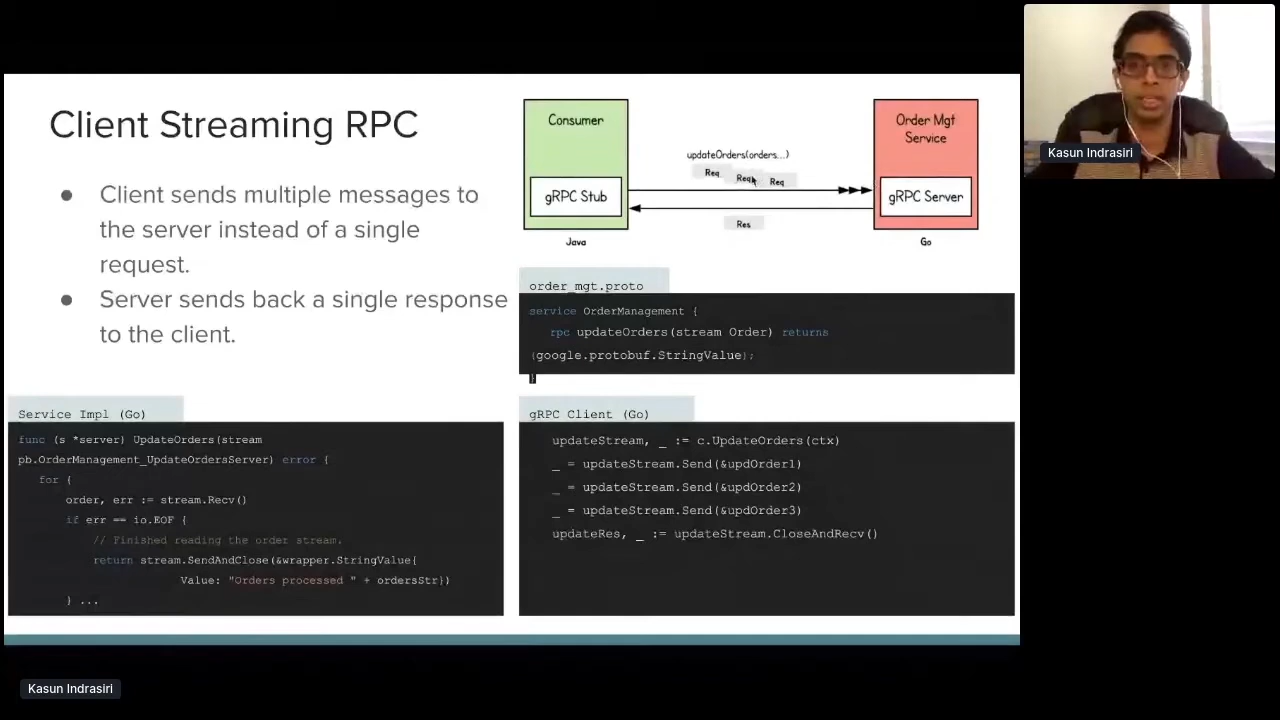 Client Streaming RPC
● Client sends multiple messages to
the server instead of a single
request.
● Server sends back a single response
to the client.
Consumer
gRPC Stub
Java
updateOrders(orders...)
Req
Req
Req
Res
Order Mgt
Service
gRPC Server
Go
order_mgt.proto
service OrderManagement {
rpc updateOrders(stream Order) returns
(google.protobuf.StringValue);
}
Service Impl (Go)
func (s *server) UpdateOrders(stream
pb.OrderManagement_UpdateOrdersServer) error {
for {
order, err := stream.Recv()
if err == io.EOF {
// Finished reading the order stream.
return stream.SendAndClose(&wrapper.StringValue{
Value: "Orders processed " + ordersStr})
} ...
gRPC Client (Go)
updateStream, _ := c.UpdateOrders(ctx)
_ = updateStream.Send(&updOrder1)
_ = updateStream.Send(&updOrder2)
_ = updateStream.Send(&updOrder3)
updateRes, _ := updateStream.CloseAndRecv()
Kasun Indrasiri
Kasun Indrasiri